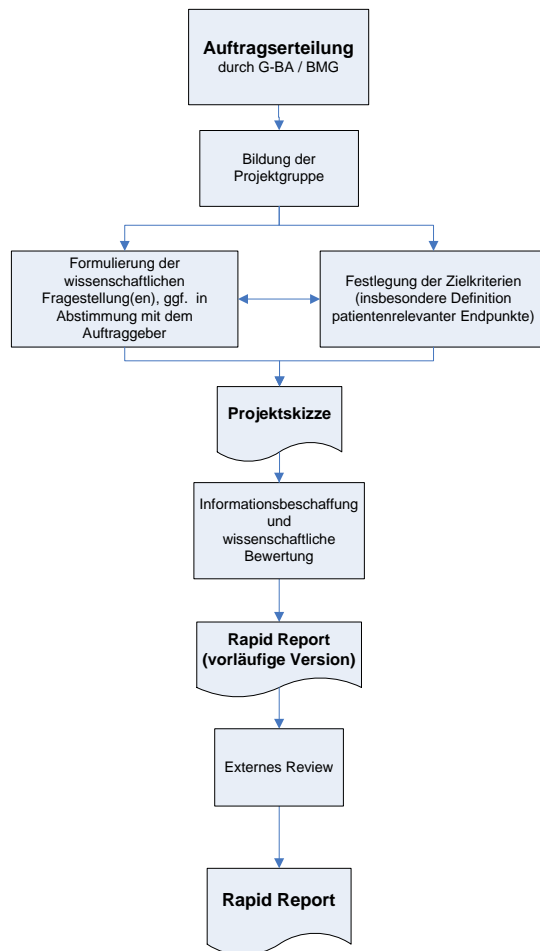 Auftragserteilung
durch G-BA / BMG
Bildung der
Projektgruppe
Formulierung der
wissenschaftlichen
Fragestellung(en), ggf. in
Abstimmung mit dem
Auftraggeber
Festlegung der Zielkriterien
(insbesondere Definition
patientenrelevanter Endpunkte)
Projektskizze
Informationsbeschaffung
und
wissenschaftliche
Bewertung
Rapid Report
(vorläufige Version)
Externes Review
Rapid Report